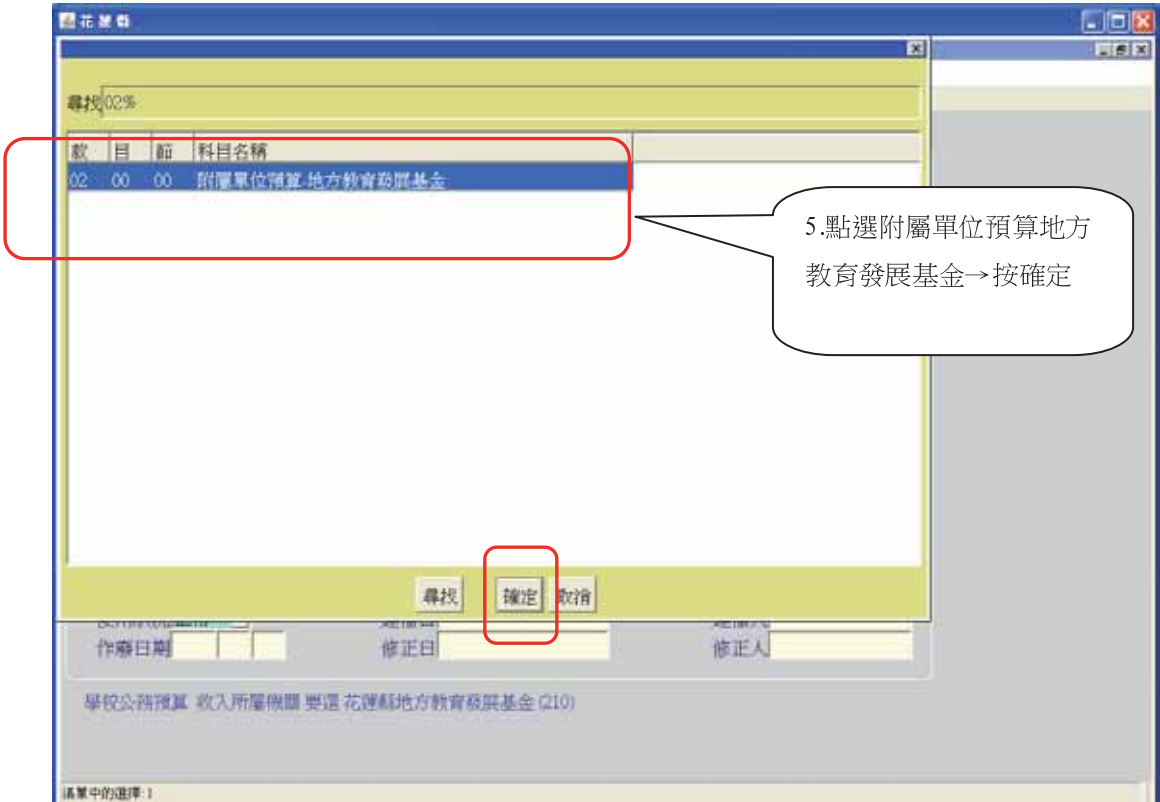 花蓮縣
尋找 02%
款 目 節 科目名稱
02 00 00 附屬單位預算-地方教育發展基金
5.點選附屬單位預算地方
教育發展基金→按確定
尋找 確定 取消
作廢日期 修正日 修正人
學校公務預算 收入所屬機關 要選 花蓮縣地方教育發展基金 (210)
清單中的選擇: 1